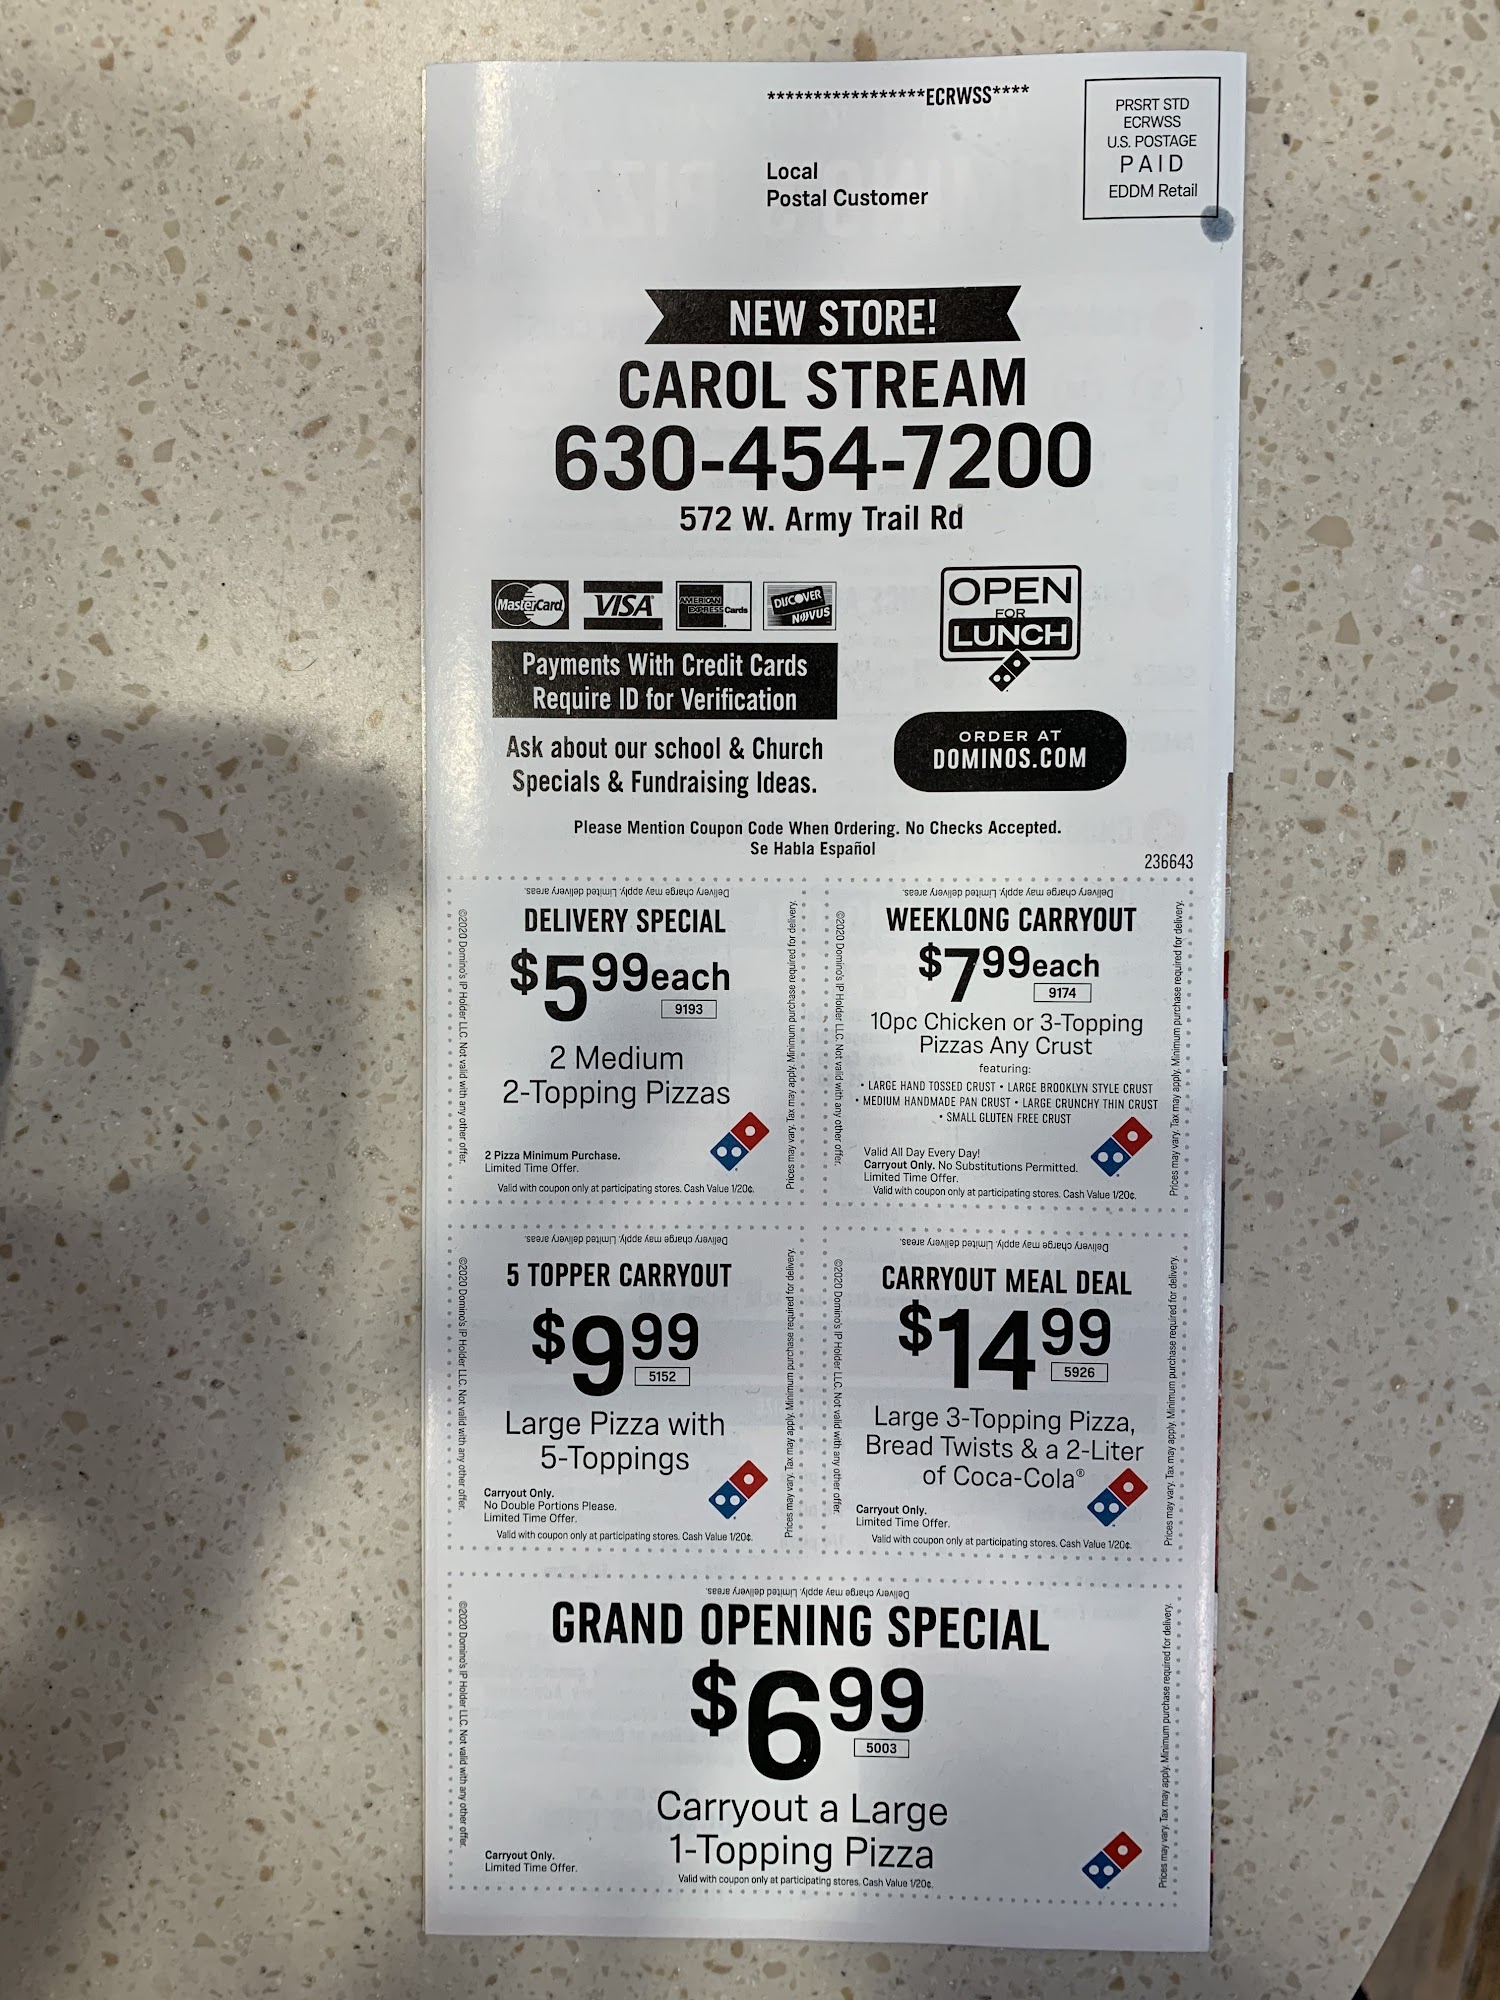 *****************ECRWSS****
Local
Postal Customer
PRSRT STD
ECRWSS
U.S. POSTAGE
PAID
EDDM Retail
NEW STORE!
CAROL STREAM
630-454-7200
572 W. Army Trail Rd
MasterCard
VISA
AMERICAN
EXPRESS Cards
DISCOVER
NOVUS
Payments With Credit Cards
Require ID for Verification
Ask about our school & Church
Specials & Fundraising Ideas.
OPEN
FOR
LUNCH
ORDER AT
DOMINOS.COM
Please Mention Coupon Code When Ordering. No Checks Accepted.
Se Habla Español
236643
Delivery charge may apply. Limited delivery areas.
©2020 Domino's IP Holder LLC. Not valid with any other offer.
DELIVERY SPECIAL
$5 99 each
9193
2 Medium
2-Topping Pizzas
2 Pizza Minimum Purchase.
Limited Time Offer.
Valid with coupon only at participating stores. Cash Value 1/20¢.
Prices may vary. Tax may apply. Minimum purchase required for delivery.
Delivery charge may apply. Limited delivery areas.
©2020 Domino's IP Holder LLC. Not valid with any other offer.
WEEKLONG CARRYOUT
$7 99 each
9174
10pc Chicken or 3-Topping
Pizzas Any Crust
featuring:
• LARGE HAND TOSSED CRUST • LARGE BROOKLYN STYLE CRUST
• MEDIUM HANDMADE PAN CRUST • LARGE CRUNCHY THIN CRUST
• SMALL GLUTEN FREE CRUST
Valid All Day Every Day!
Carryout Only. No Substitutions Permitted.
Limited Time Offer.
Valid with coupon only at participating stores. Cash Value 1/20¢.
Prices may vary. Tax may apply. Minimum purchase required for delivery.
Delivery charge may apply. Limited delivery areas.
©2020 Domino's IP Holder LLC. Not valid with any other offer.
5 TOPPER CARRYOUT
$9 99
5152
Large Pizza with
5-Toppings
Carryout Only.
No Double Portions Please.
Limited Time Offer.
Valid with coupon only at participating stores. Cash Value 1/20¢.
Prices may vary. Tax may apply. Minimum purchase required for delivery.
Delivery charge may apply. Limited delivery areas.
©2020 Domino's IP Holder LLC. Not valid with any other offer.
CARRYOUT MEAL DEAL
$14 99
5926
Large 3-Topping Pizza,
Bread Twists & a 2-Liter
of Coca-Cola®
Carryout Only.
Limited Time Offer.
Valid with coupon only at participating stores. Cash Value 1/20¢.
Prices may vary. Tax may apply. Minimum purchase required for delivery.
Delivery charge may apply. Limited delivery areas.
©2020 Domino's IP Holder LLC. Not valid with any other offer.
GRAND OPENING SPECIAL
$6 99
5003
Carryout a Large
1-Topping Pizza
Carryout Only.
Limited Time Offer.
Valid with coupon only at participating stores. Cash Value 1/20¢.
Prices may vary. Tax may apply. Minimum purchase required for delivery.